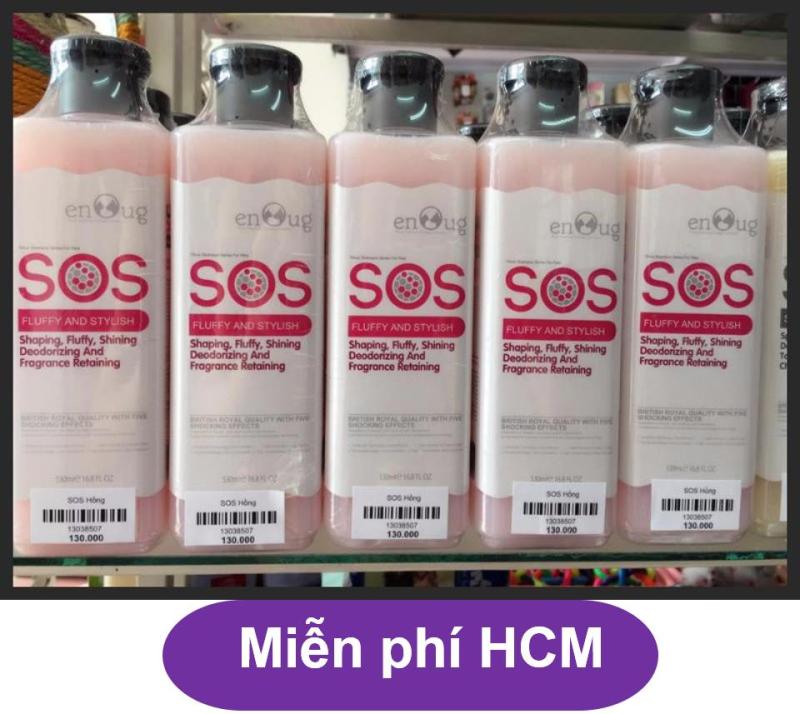 enoug
SOS
FLUFFY AND STYLISH
Shaping, Fluffy, Shining
Deodorizing And
Fragrance Retaining
BRITISH ROYAL QUALITY WITH FIVE
SHOCKING EFFECTS
SOS Hồng
13038507
130.000
enoug
SOS
FLUFFY AND STYLISH
Shaping, Fluffy, Shining
Deodorizing And
Fragrance Retaining
BRITISH ROYAL QUALITY WITH FIVE
SHOCKING EFFECTS
SOS Hồng
13038507
130.000
enoug
SOS
FLUFFY AND STYLISH
Shaping, Fluffy, Shining
Deodorizing And
Fragrance Retaining
BRITISH ROYAL QUALITY WITH FIVE
SHOCKING EFFECTS
SOS Hồng
13038507
130.000
enoug
SOS
FLUFFY AND STYLISH
Shaping, Fluffy, Shining
Deodorizing And
Fragrance Retaining
BRITISH ROYAL QUALITY WITH FIVE
SHOCKING EFFECTS
SOS Hồng
13038507
130.000
enoug
SOS
FLUFFY AND STYLISH
Shaping, Fluffy, Shining
Deodorizing And
Fragrance Retaining
BRITISH ROYAL QUALITY WITH FIVE
SHOCKING EFFECTS
SOS Hồng
13038507
130.000
Miễn phí HCM